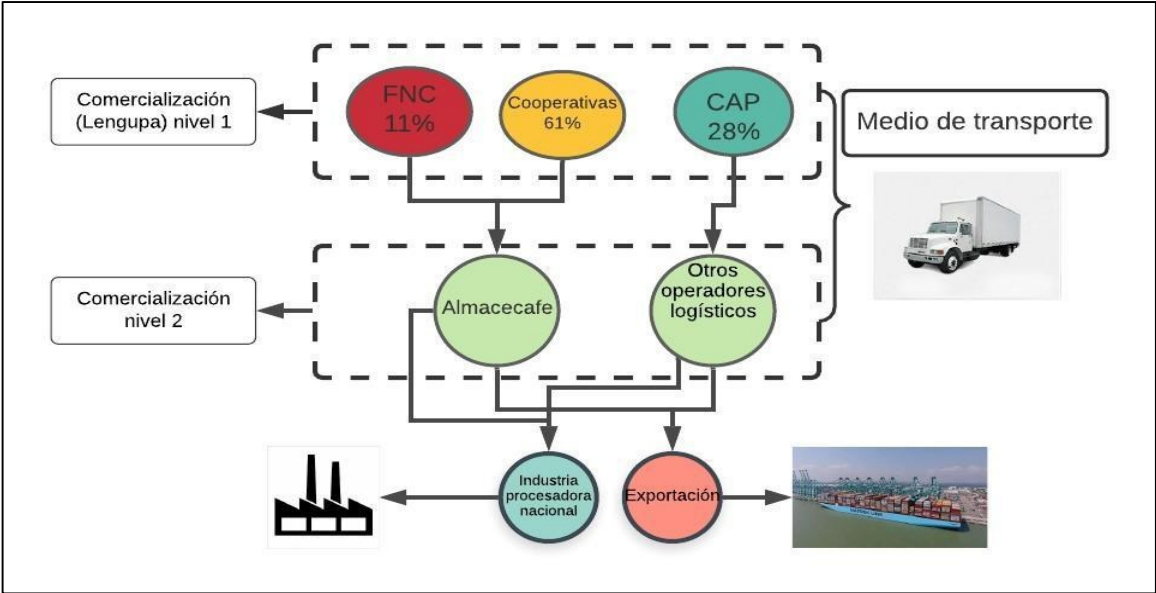 Comercialización
(Lengupa) nivel 1
FNC
11%
Cooperativas
61%
CAP
28%
Medio de transporte
Comercialización
nivel 2
Almacecafe
Otros
operadores
logísticos
Industria
procesadora
nacional
Exportación